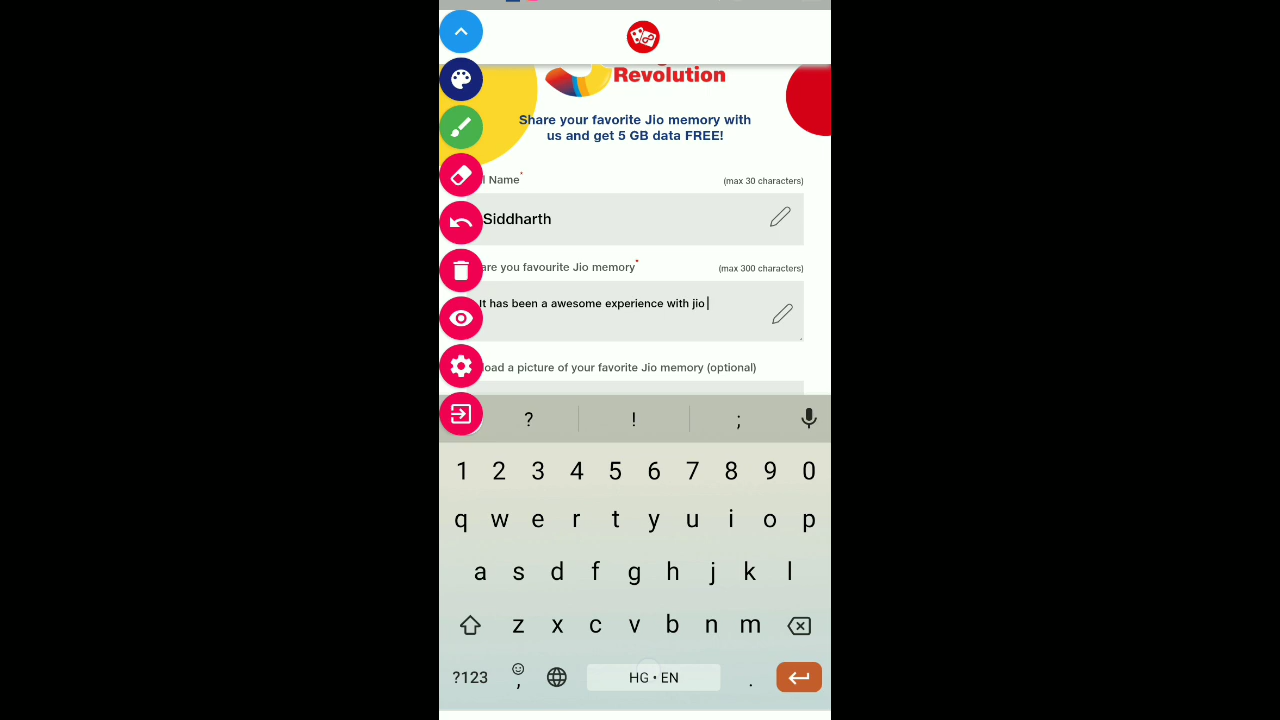 Revolution
Share your favorite Jio memory with
us and get 5 GB data FREE!
Name* (max 30 characters)
Siddharth
you favourite Jio memory* (max 300 characters)
It has been a awesome experience with jio
a picture of your favorite Jio memory (optional)
? ! ;
1 2 3 4 5 6 7 8 9 0
q w e r t y u i o p
a s d f g h j k l
z x c v b n m
?123 , HG • EN .